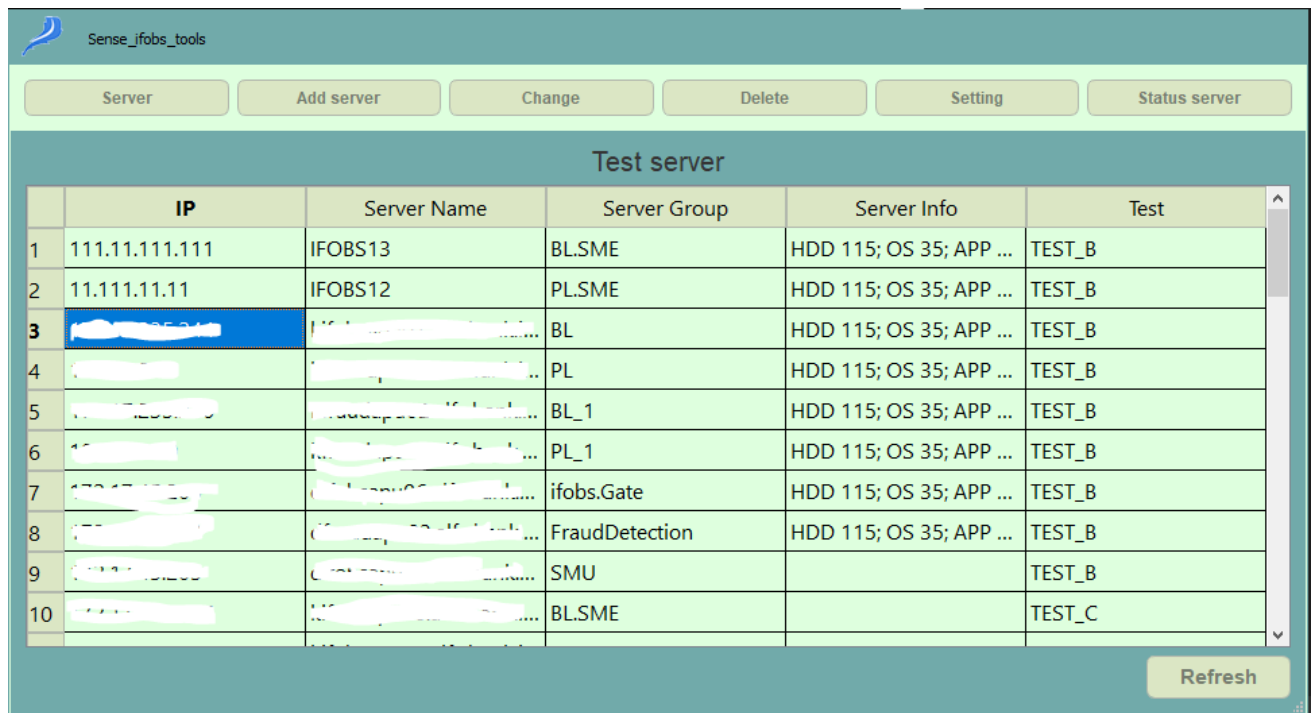 Sense_ifobs_tools
Server Add server Change Delete Setting Status server
Test server
IP Server Name Server Group Server Info Test
1 111.11.111.111 IFOBS13 BL.SME HDD 115; OS 35; APP ... TEST_B
2 11.111.11.11 IFOBS12 PL.SME HDD 115; OS 35; APP ... TEST_B
3 BL HDD 115; OS 35; APP ... TEST_B
4 PL HDD 115; OS 35; APP ... TEST_B
5 BL_1 HDD 115; OS 35; APP ... TEST_B
6 PL_1 HDD 115; OS 35; APP ... TEST_B
7 ifobs.Gate HDD 115; OS 35; APP ... TEST_B
8 FraudDetection HDD 115; OS 35; APP ... TEST_B
9 SMU TEST_B
10 BL.SME TEST_C
Refresh